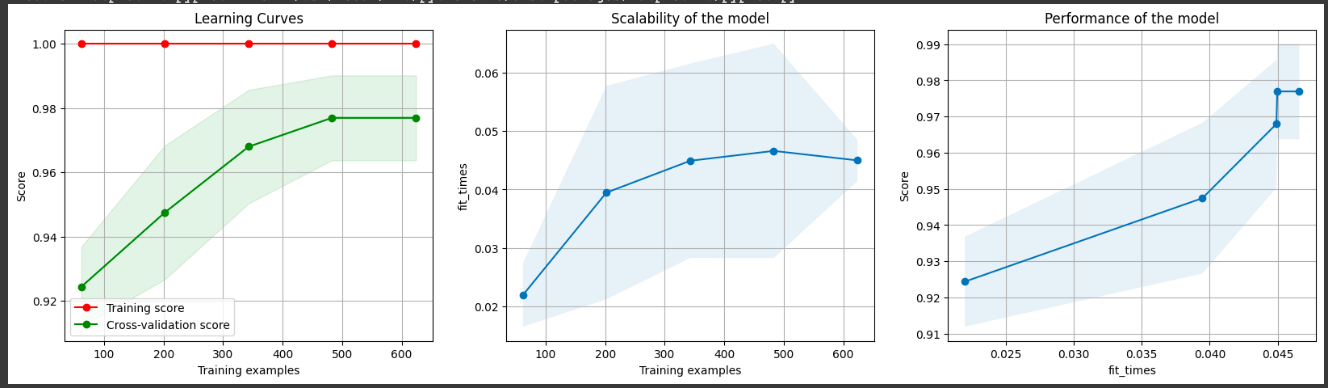 Learning Curves
Score
1.00
0.98
0.96
0.94
0.92
Training score
Cross-validation score
100 200 300 400 500 600
Training examples
Scalability of the model
fit_times
0.06
0.05
0.04
0.03
0.02
100 200 300 400 500 600
Training examples
Performance of the model
Score
0.99
0.98
0.97
0.96
0.95
0.94
0.93
0.92
0.91
0.025 0.030 0.035 0.040 0.045
fit_times